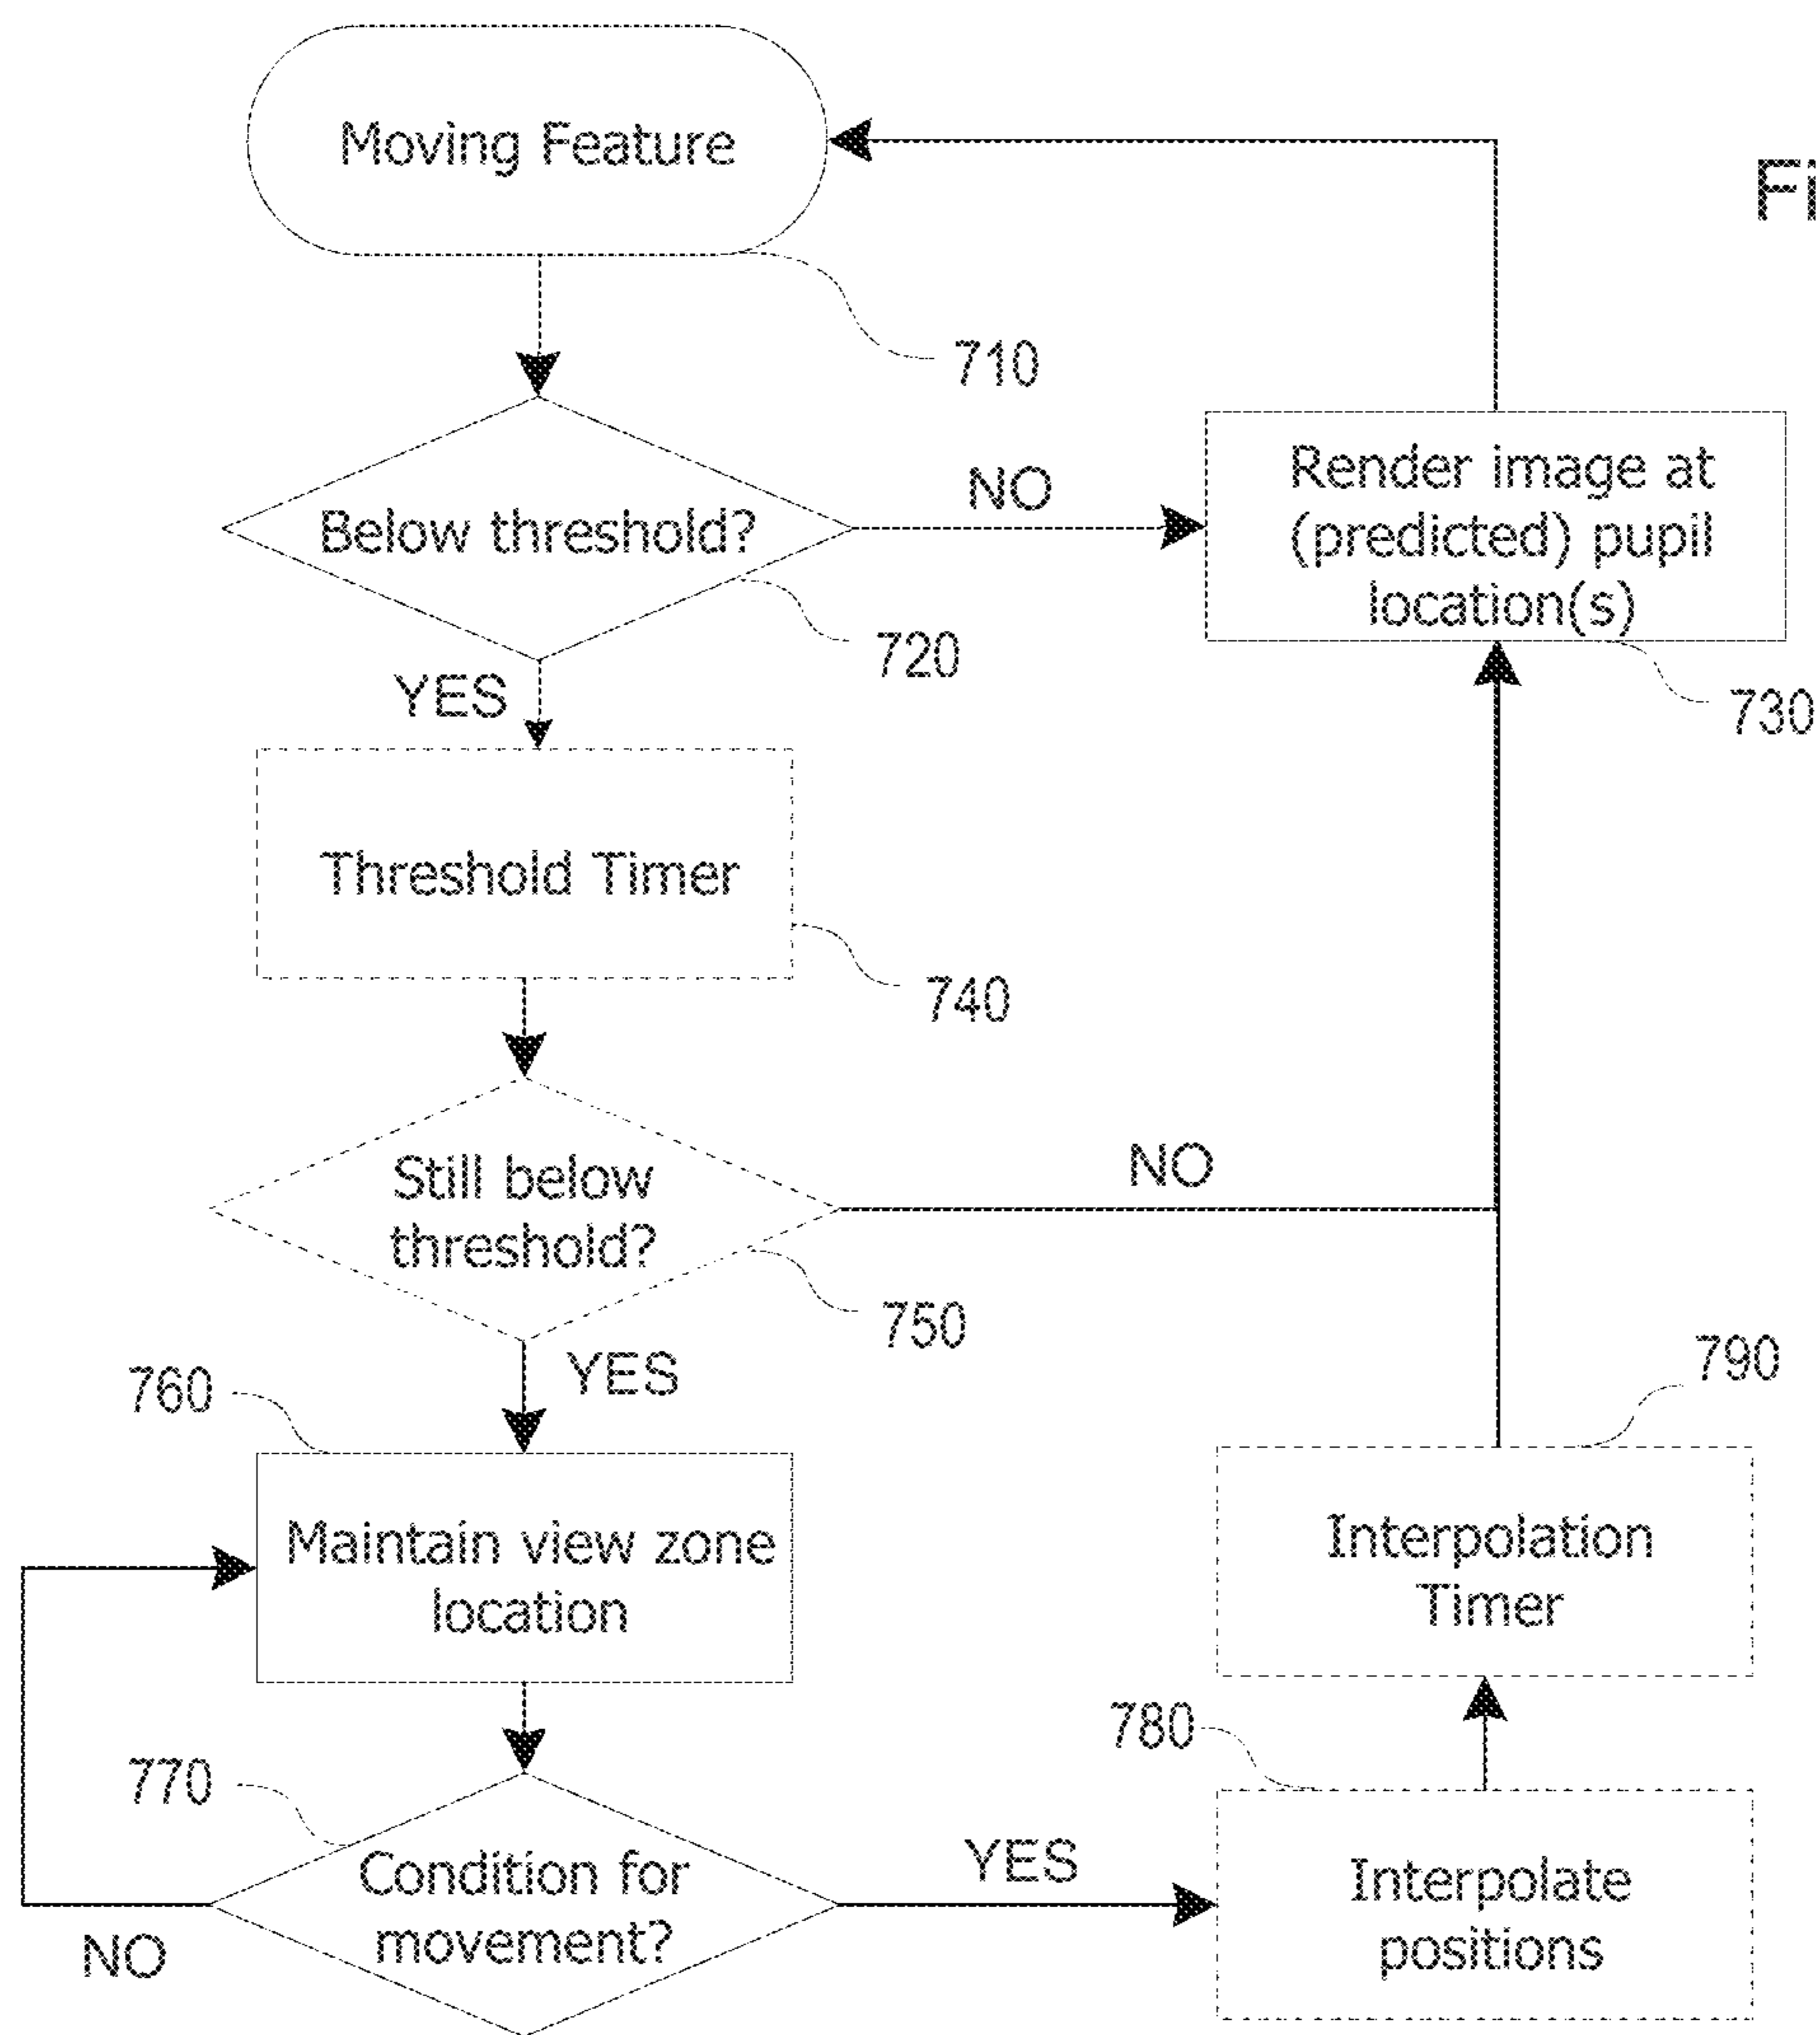 Moving Feature
Fi
710
Below threshold?
NO
Render image at
(predicted) pupil
location(s)
720
730
YES
Threshold Timer
740
Still below
threshold?
NO
750
YES
760
Maintain view zone
location
790
Interpolation
Timer
780
770
Condition for
movement?
YES
NO
Interpolate
positions